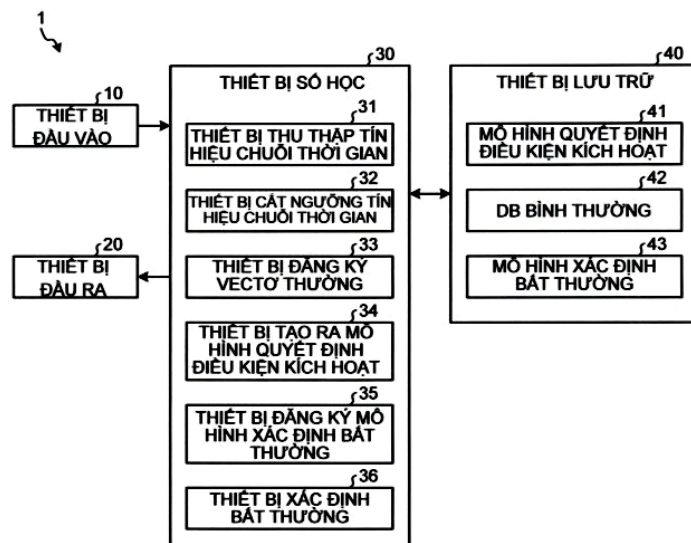 1
10
THIẾT BỊ
ĐẦU VÀO
20
THIẾT BỊ
ĐẦU RA
30
THIẾT BỊ SỐ HỌC
31
THIẾT BỊ THU THẬP TÍN
HIỆU CHUỖI THỜI GIAN
32
THIẾT BỊ CẮT NGƯỠNG TÍN
HIỆU CHUỖI THỜI GIAN
33
THIẾT BỊ ĐĂNG KÝ
VECTƠ THƯỜNG
34
THIẾT BỊ TẠO RA MÔ
HÌNH QUYẾT ĐỊNH
ĐIỀU KIỆN KÍCH HOẠT
35
THIẾT BỊ ĐĂNG KÝ MÔ
HÌNH XÁC ĐỊNH BẤT
THƯỜNG
36
THIẾT BỊ XÁC ĐỊNH
BẤT THƯỜNG
40
THIẾT BỊ LƯU TRỮ
41
MÔ HÌNH QUYẾT ĐỊNH
ĐIỀU KIỆN KÍCH HOẠT
42
DB BÌNH THƯỜNG
43
MÔ HÌNH XÁC ĐỊNH
BẤT THƯỜNG